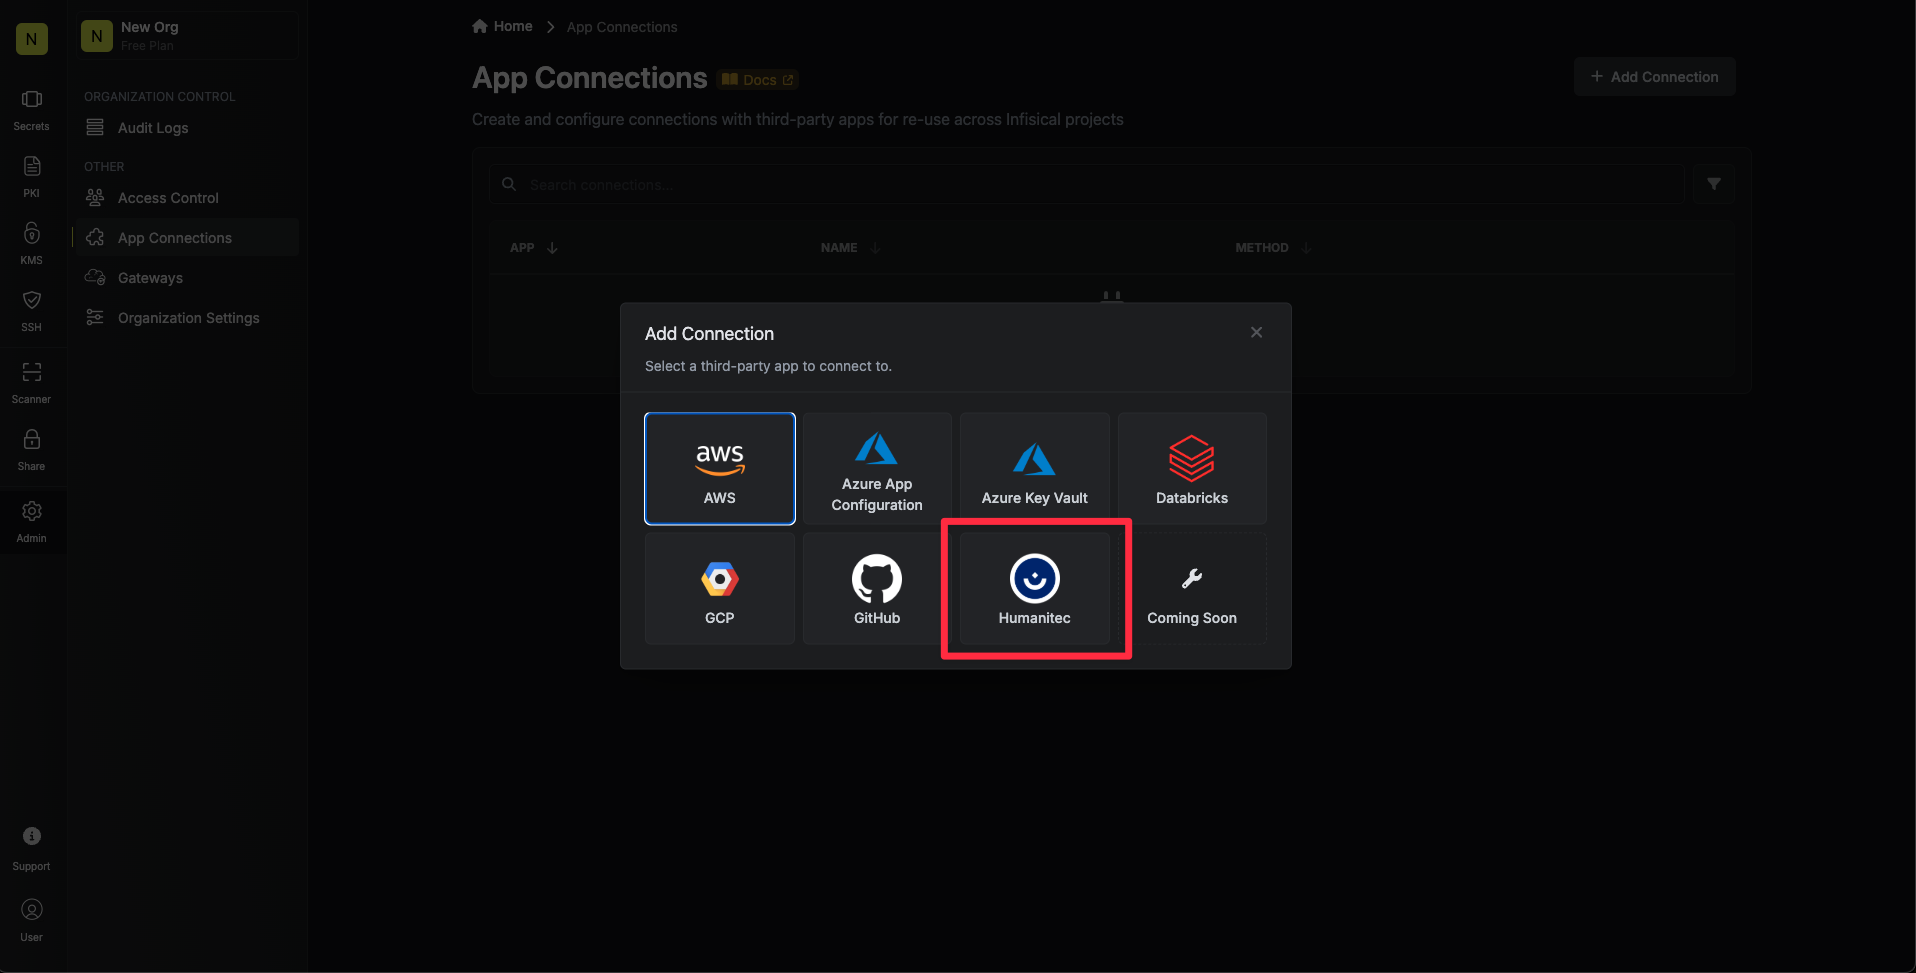 N
Secrets
PKI
KMS
SSH
Scanner
Share
Admin
Support
User
N
New Org
Free Plan
ORGANIZATION CONTROL
Audit Logs
OTHER
Access Control
App Connections
Gateways
Organization Settings
Home
App Connections
App Connections
Docs
Add Connection
Create and configure connections with third-party apps for re-use across Infisical projects
Search connections...
APP
NAME
METHOD
Add Connection
Select a third-party app to connect to.
aws
AWS
Azure App
Configuration
Azure Key Vault
Databricks
GCP
GitHub
Humanitec
Coming Soon